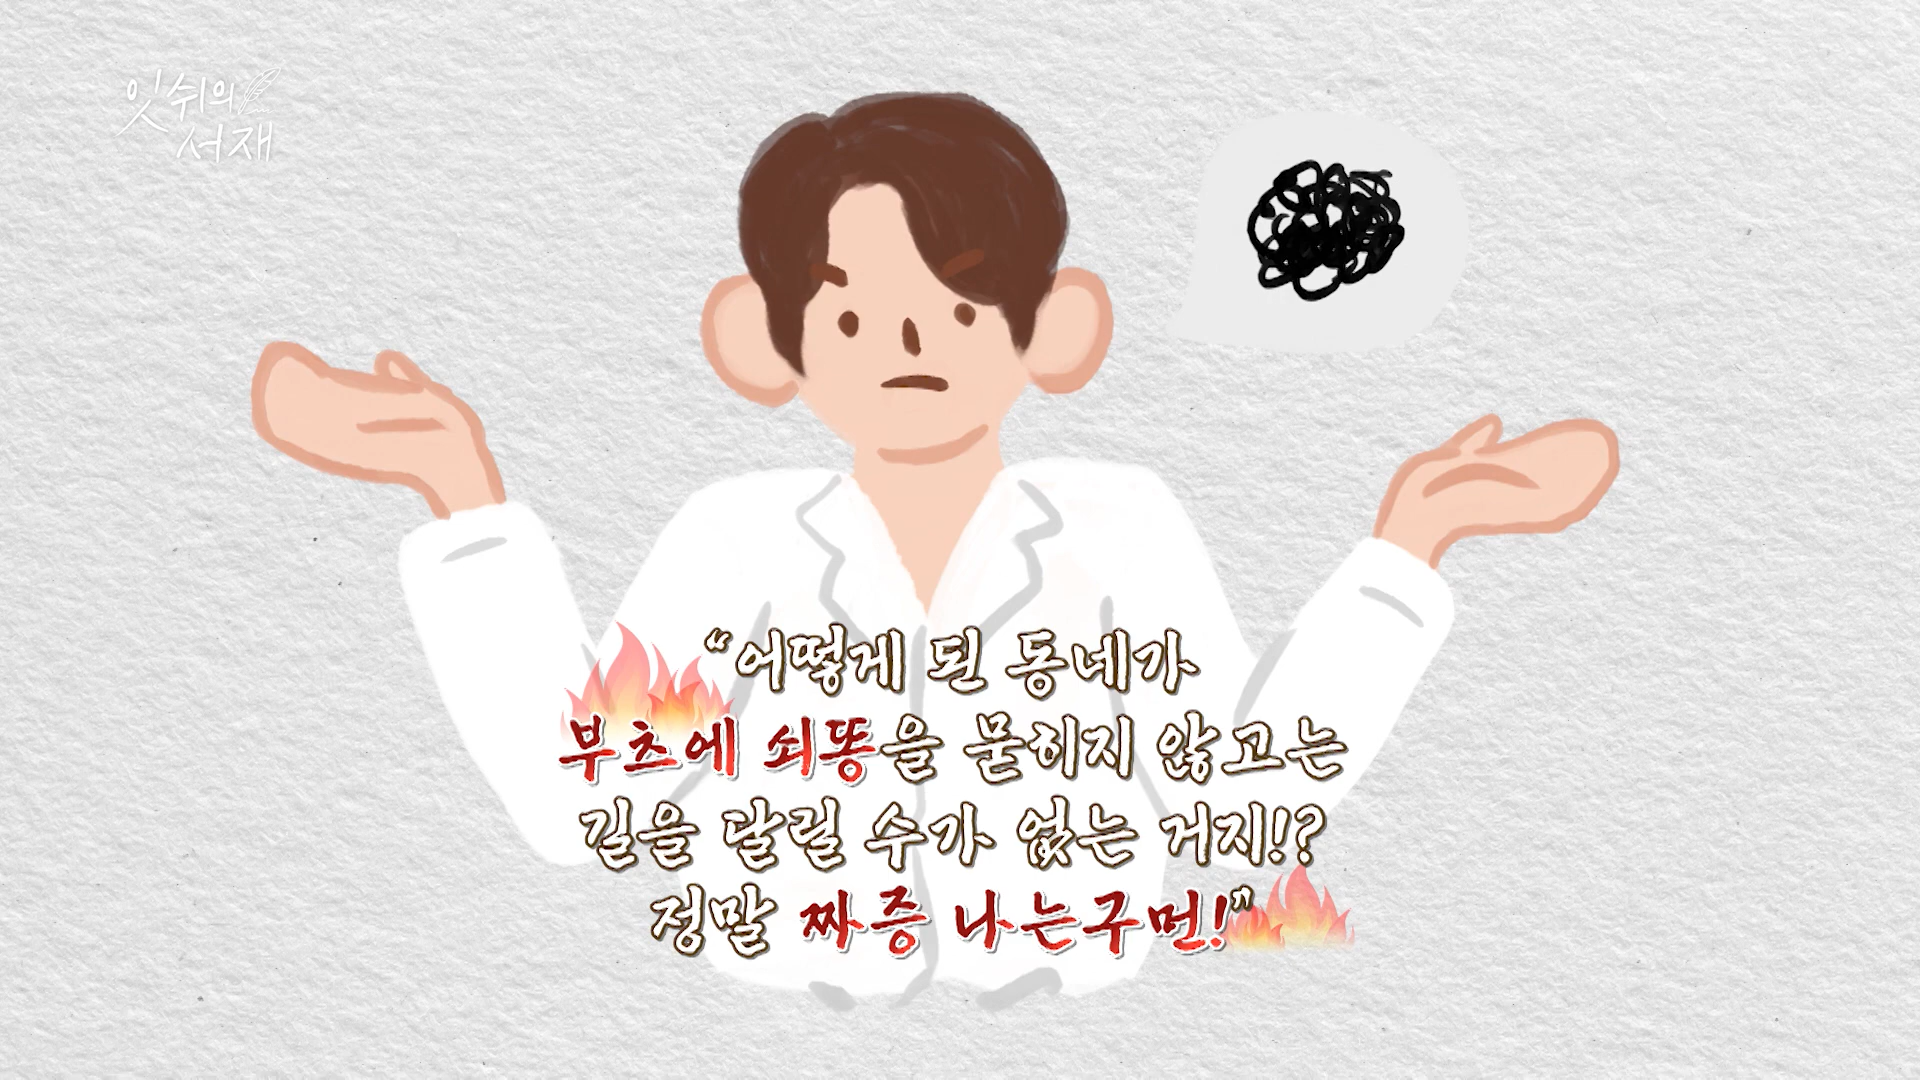 잇쉬의
서재
“어떻게 된 동네가
부츠에 쇠똥을 묻히지 않고는
길을 달릴 수가 없는 거지!?
정말 짜증 나는구먼!”